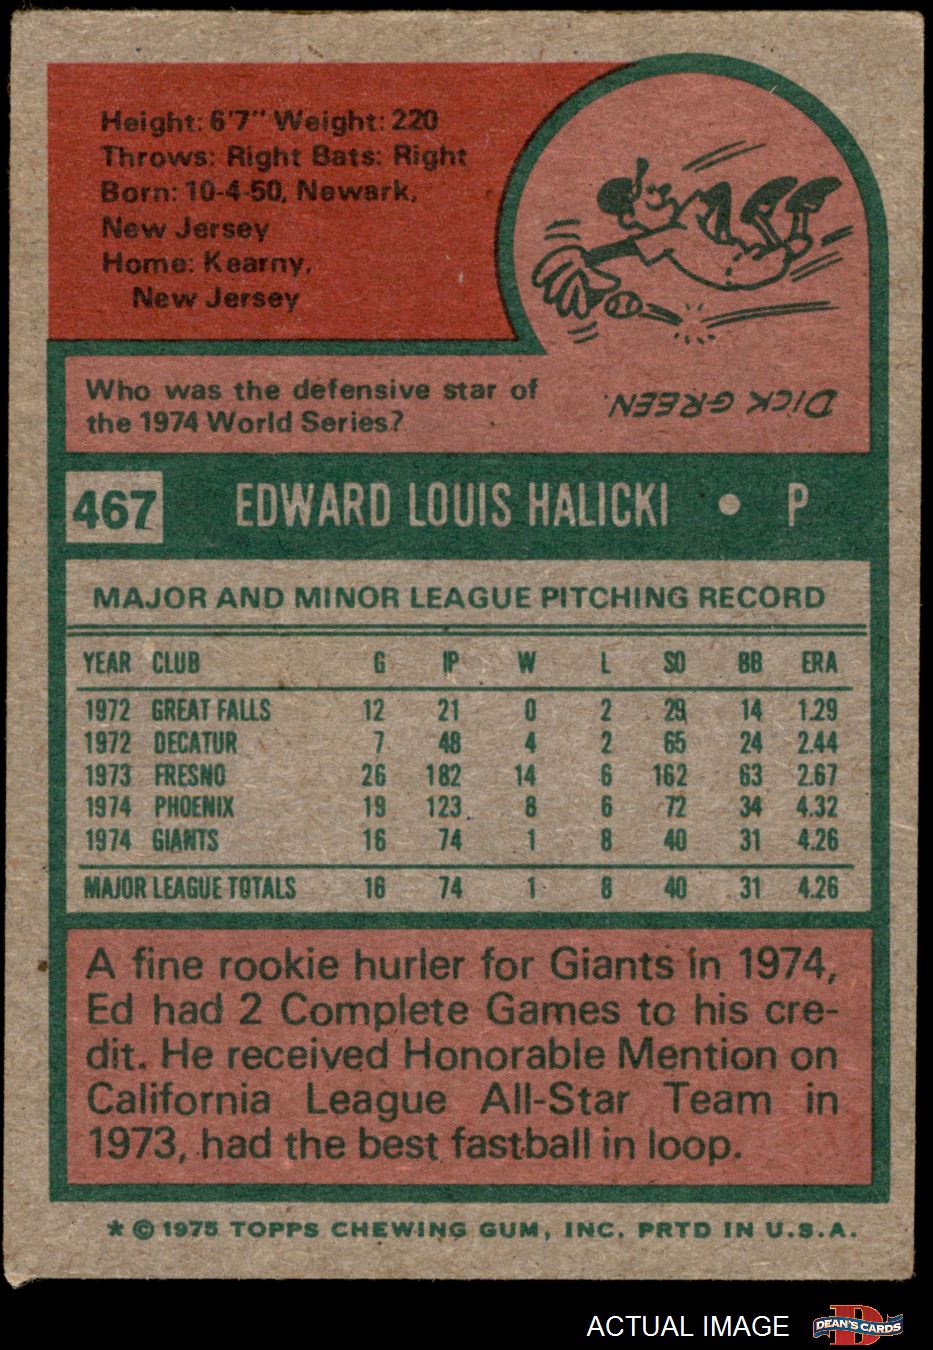 Height: 6'7" Weight: 220
Throws: Right Bats: Right
Born: 10-4-50, Newark,
New Jersey
Home: Kearny,
New Jersey
Who was the defensive star of
the 1974 World Series?
DICK GREEN.
467 EDWARD LOUIS HALICKI • P
MAJOR AND MINOR LEAGUE PITCHING RECORD
YEAR CLUB G IP W L SO BB ERA
1972 GREAT FALLS 12 21 0 2 29 14 1.29
1972 DECATUR 7 48 4 2 65 24 2.44
1973 FRESNO 26 182 14 6 162 63 2.67
1974 PHOENIX 19 123 8 6 72 34 4.32
1974 GIANTS 16 74 1 8 40 31 4.26
MAJOR LEAGUE TOTALS 16 74 1 8 40 31 4.26
A fine rookie hurler for Giants in 1974,
Ed had 2 Complete Games to his cre-
dit. He received Honorable Mention on
California League All-Star Team in
1973, had the best fastball in loop.
* © 1975 TOPPS CHEWING GUM, INC. PRTD IN U.S.A.
ACTUAL IMAGE
D
DEAN'S CARDS